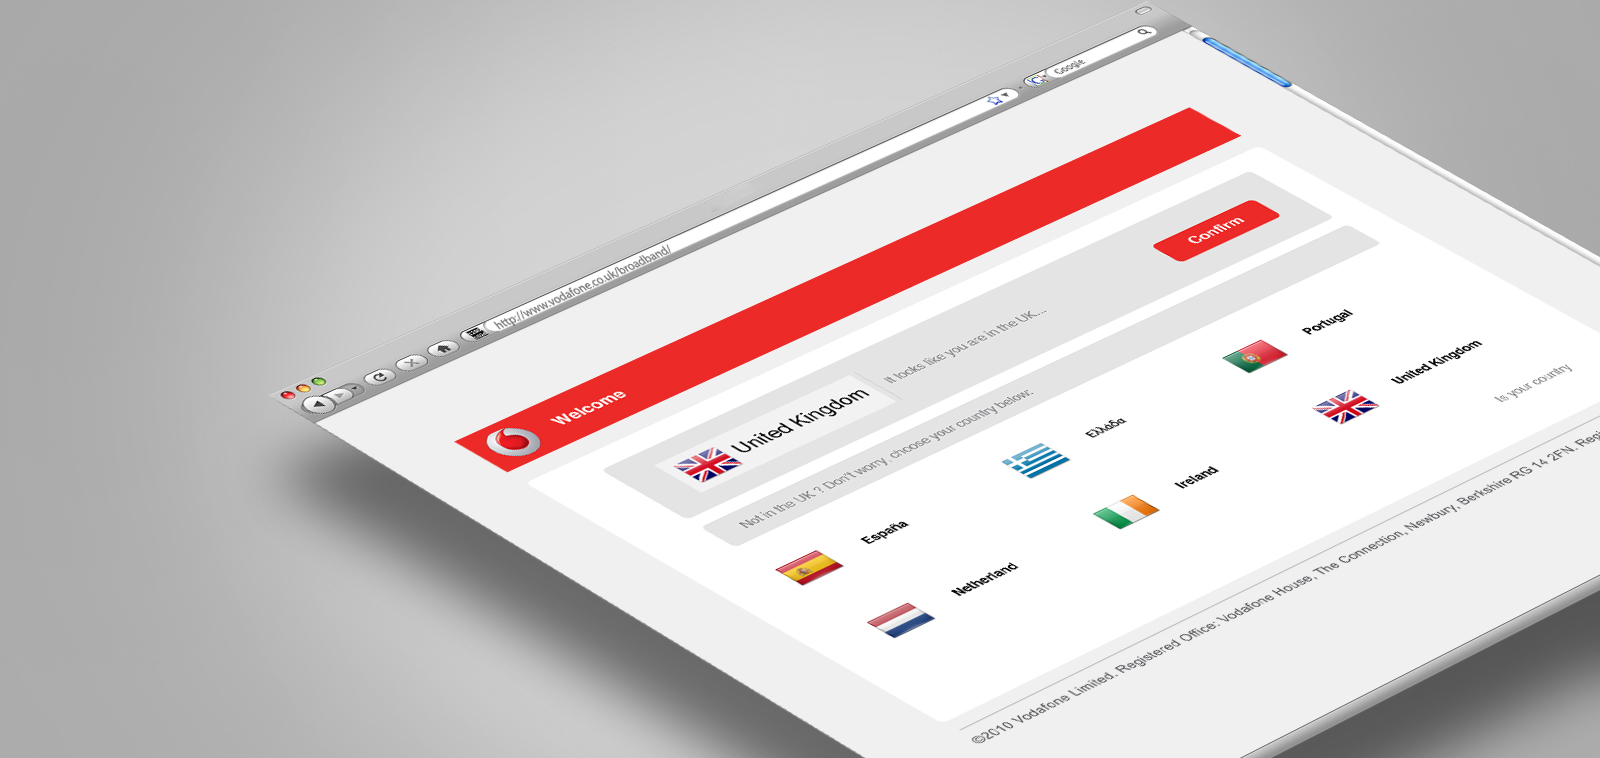 Google
http://www.vodafone.co.uk/broadband/
Welcome
United Kingdom
It looks like you are in the UK...
Confirm
Not in the UK ? Don't worry, choose your country below:
España
Ελλάδα
Portugal
Netherland
Ireland
United Kingdom
Is your country
©2010 Vodafone Limited. Registered Office: Vodafone House, The Connection, Newbury, Berkshire RG 14 2FN. Regi